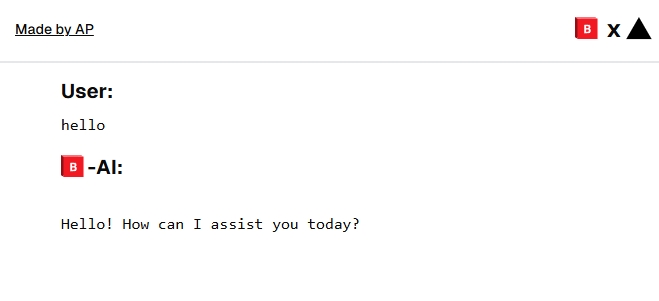 Made by AP
B x
User:
hello
B -AI:
Hello! How can I assist you today?